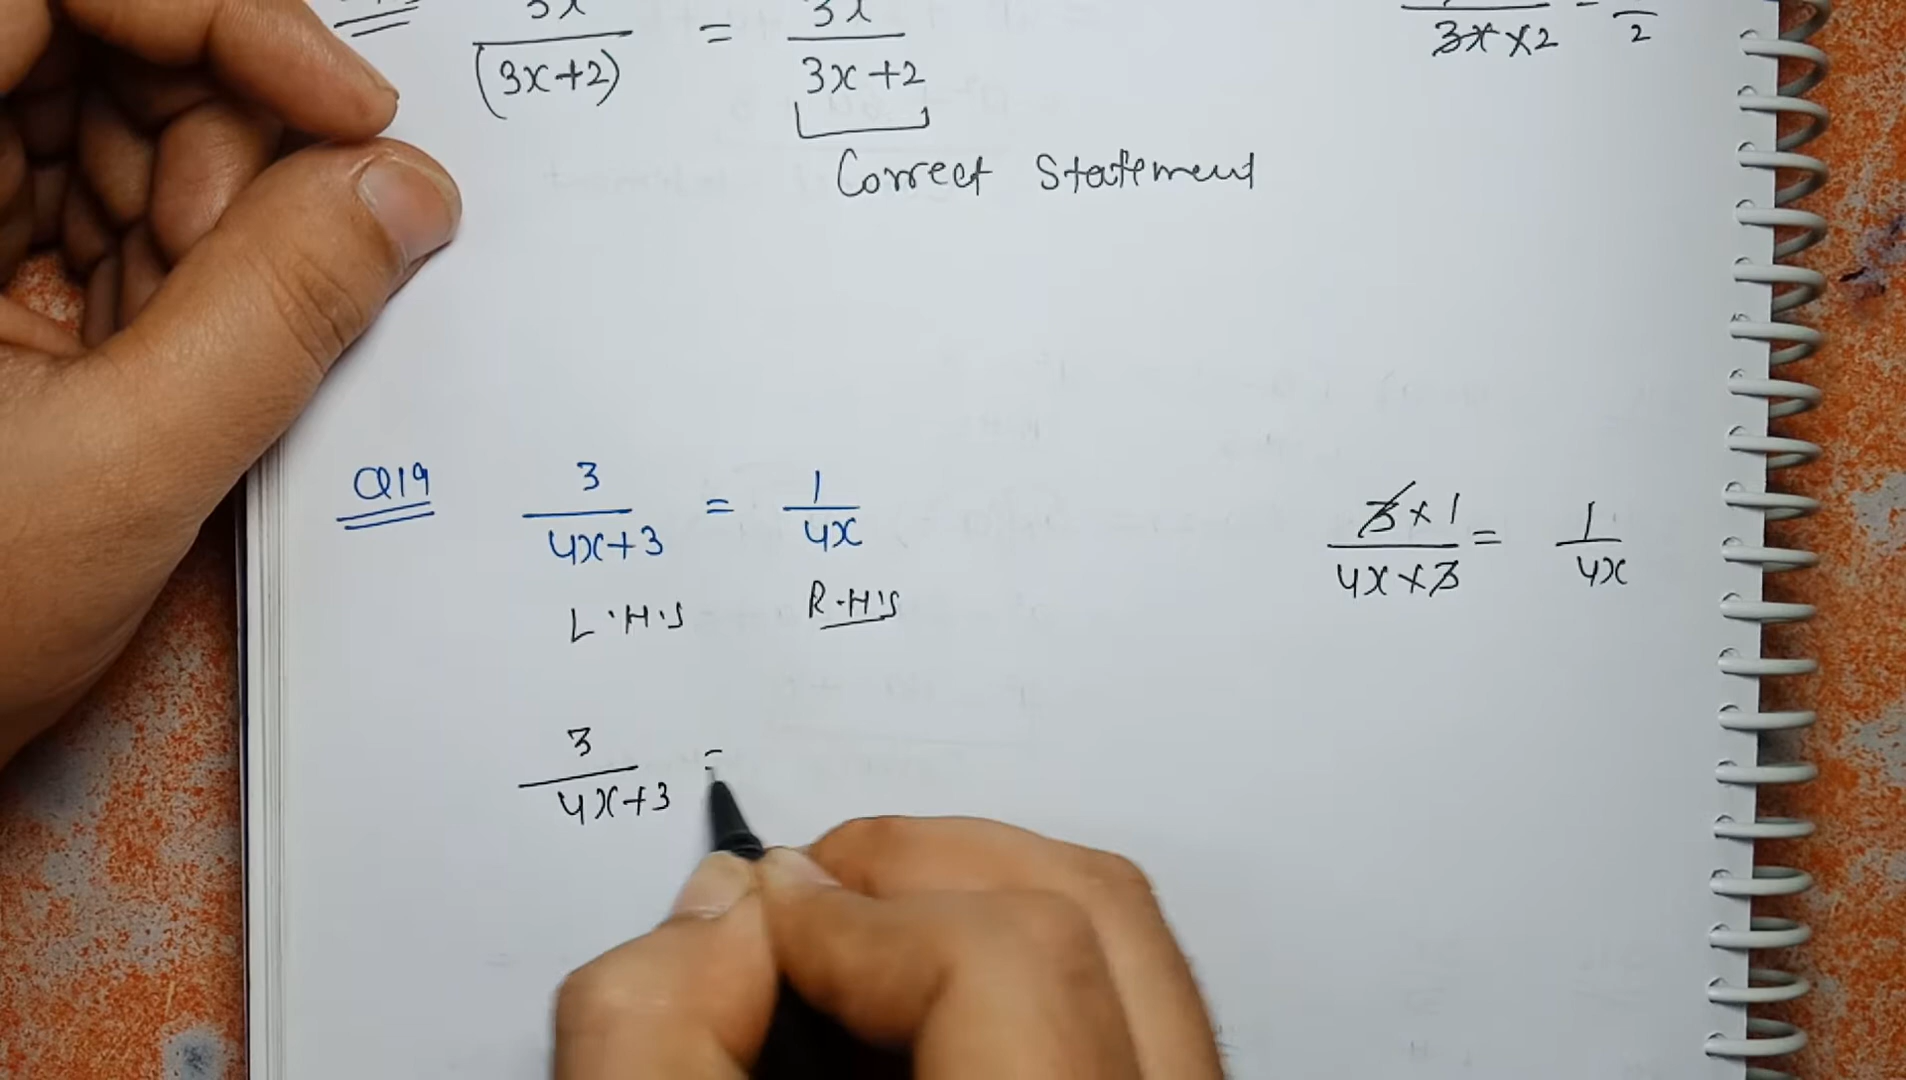 3x/(3x+2) = 3x/3x+2
3x×2 - /2
Correct Statement
Q19 3/4x+3 = 1/4x
3×1/4x×3 = 1/4x
L.H.S R.H.S
3/4x+3 =